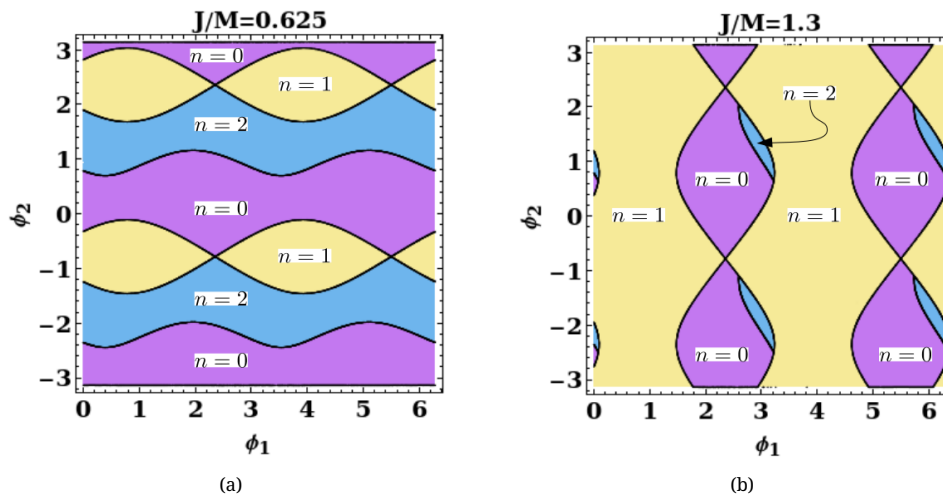 J/M=0.625
3
2
1
0
−1
−2
−3
ϕ2
n = 0
n = 1
n = 2
n = 0
n = 1
n = 2
n = 0
0 1 2 3 4 5 6
ϕ1
(a)
(b)
J/M=1.3
3
2
1
0
−1
−2
−3
ϕ2
n = 2
n = 0
n = 0
n = 1
n = 1
n = 0
n = 0
0 1 2 3 4 5 6
ϕ1
(b)